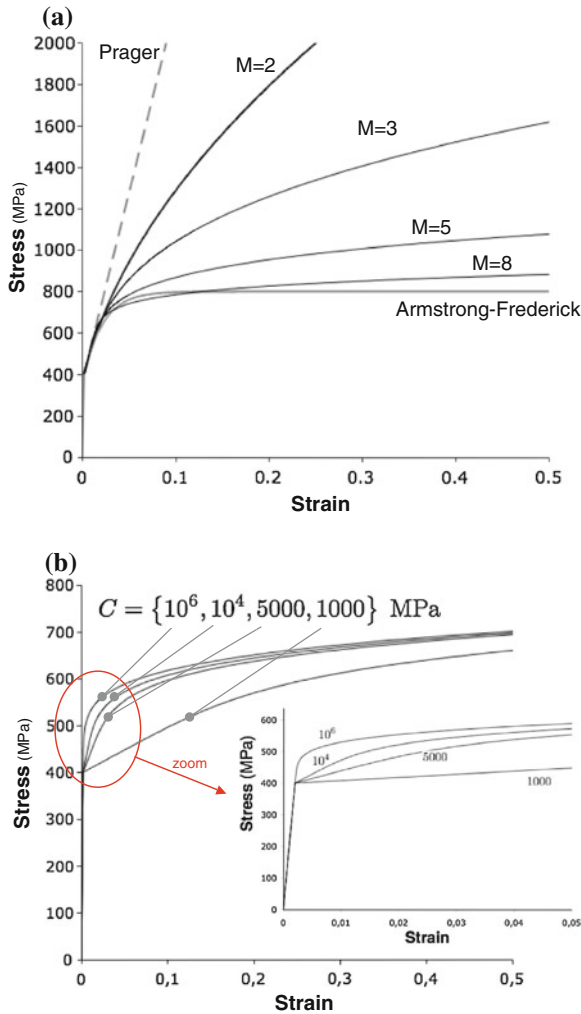 (a)
Prager
M=2
M=3
M=5
M=8
Armstrong-Frederick
Stress (MPa)
2000
1800
1600
1400
1200
1000
800
600
400
200
0
0 0.1 0.2 0.3 0.4 0.5
Strain
(b)
C = {10^6, 10^4, 5000, 1000} MPa
Stress (MPa)
800
700
600
500
400
300
200
100
0
zoom
0 0,1 0,2 0,3 0,4 0,5
Strain
Stress (MPa)
600
500
400
300
200
100
0
10^6
10^4
5000
1000
0 0,01 0,02 0,03 0,04 0,05
Strain